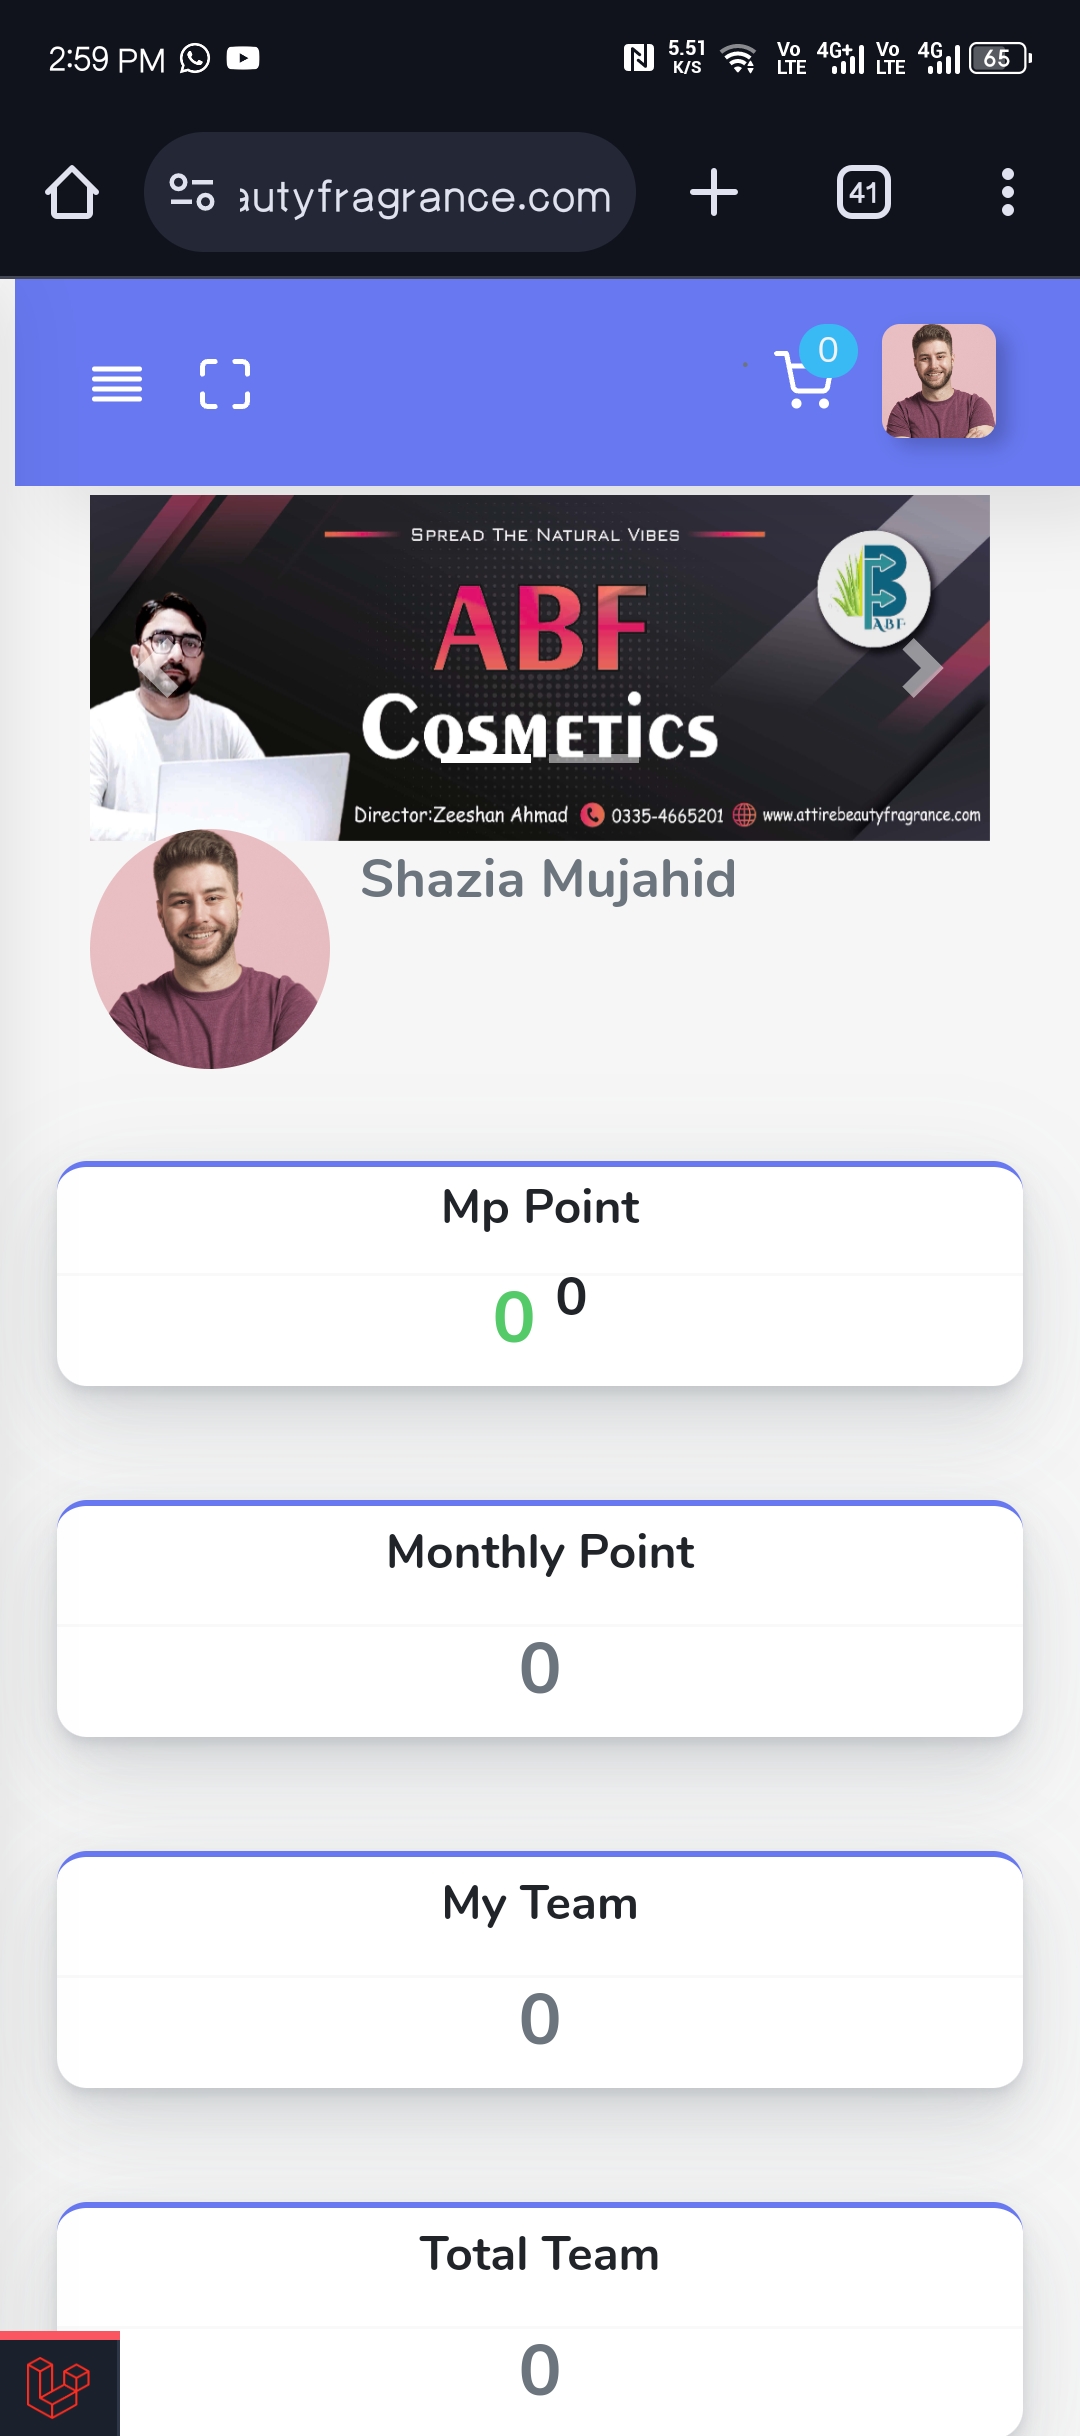 2:59 PM
5.51 K/S
Vo LTE 4G+ Vo LTE 4G 65
autyfragrance.com
41
0
SPREAD THE NATURAL VIBES
ABF
COSMETICS
ABF
Director:Zeeshan Ahmad 0335-4665201 www.attirebeautyfragrance.com
Shazia Mujahid
Mp Point
0 0
Monthly Point
0
My Team
0
Total Team
0